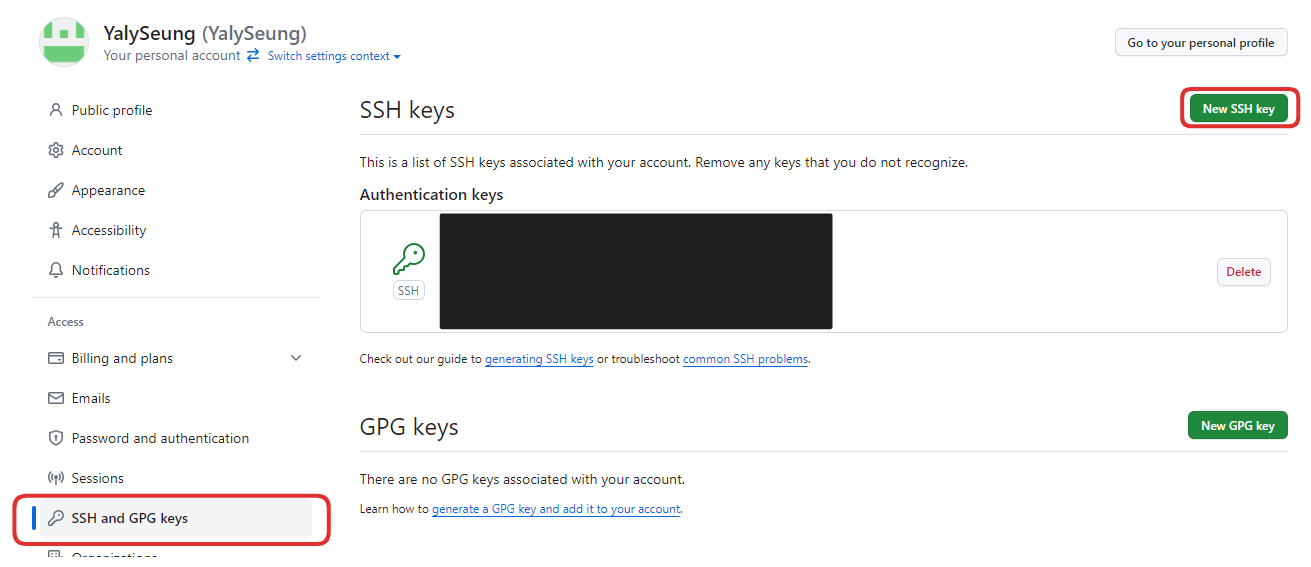 YalySeung (YalySeung)
Your personal account Switch settings context
Go to your personal profile
Public profile
Account
Appearance
Accessibility
Notifications
Access
Billing and plans
Emails
Password and authentication
Sessions
SSH and GPG keys
Organizations
SSH keys
New SSH key
This is a list of SSH keys associated with your account. Remove any keys that you do not recognize.
Authentication keys
SSH
Delete
Check out our guide to generating SSH keys or troubleshoot common SSH problems.
GPG keys
New GPG key
There are no GPG keys associated with your account.
Learn how to generate a GPG key and add it to your account.